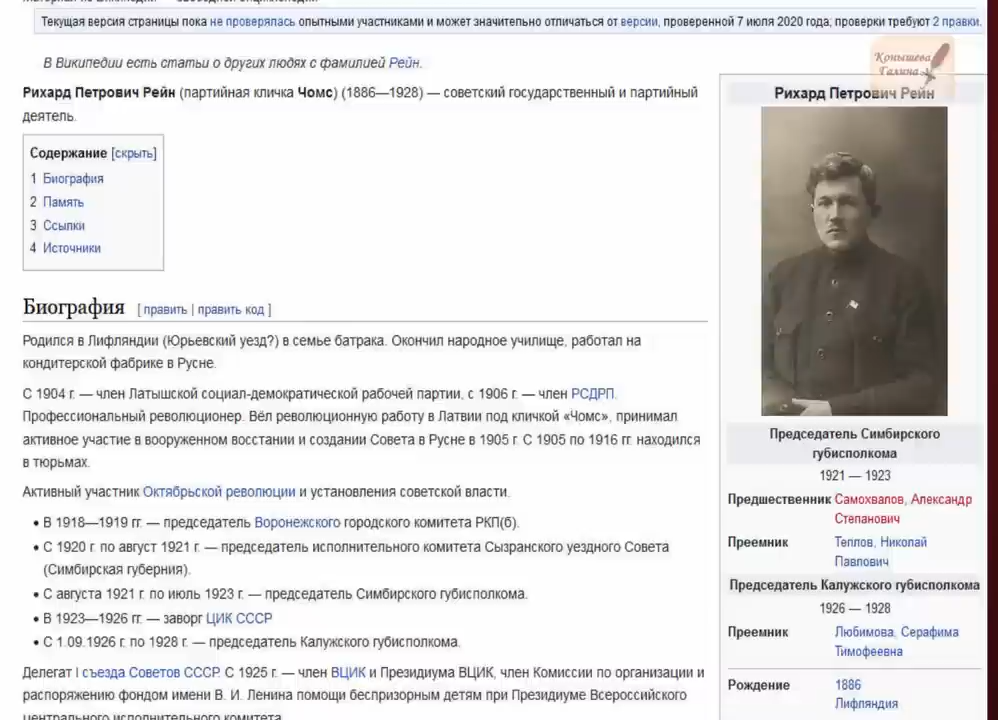 Текущая версия страницы пока не проверялась опытными участниками и может значительно отличаться от версии, проверенной 7 июля 2020 года; проверки требуют 2 правки.
В Википедии есть статьи о других людях с фамилией Рейн.
Рихард Петрович Рейн (партийная кличка Чомс) (1886—1928) — советский государственный и партийный
деятель.
Содержание [скрыть]
1 Биография
2 Память
3 Ссылки
4 Источники
Биография [ править | править код ]
Родился в Лифляндии (Юрьевский уезд?) в семье батрака. Окончил народное училище, работал на
кондитерской фабрике в Русне.
С 1904 г. — член Латышской социал-демократической рабочей партии, с 1906 г. — член РСДРП.
Профессиональный революционер. Вёл революционную работу в Латвии под кличкой «Чомс», принимал
активное участие в вооруженном восстании и создании Совета в Русне в 1905 г. С 1905 по 1916 гг. находился
в тюрьмах.
Активный участник Октябрьской революции и установления советской власти.
• В 1918—1919 гг. — председатель Воронежского городского комитета РКП(б).
• С 1920 г. по август 1921 г. — председатель исполнительного комитета Сызранского уездного Совета
(Симбирская губерния).
• С августа 1921 г. по июль 1923 г. — председатель Симбирского губисполкома.
• В 1923—1926 гг. — заворг ЦИК СССР
• С 1.09.1926 г. по 1928 г. — председатель Калужского губисполкома.
Делегат I съезда Советов СССР. С 1925 г. — член ВЦИК и Президиума ВЦИК, член Комиссии по организации и
распоряжению фондом имени В. И. Ленина помощи беспризорным детям при Президиуме Всероссийского
центрального исполнительного комитета.
Конышева
Галина
Рихард Петрович Рейн
Председатель Симбирского
губисполкома
1921 — 1923
Предшественник Самохвалов, Александр
Степанович
Преемник Теплов, Николай
Павлович
Председатель Калужского губисполкома
1926 — 1928
Преемник Любимова, Серафима
Тимофеевна
Рождение 1886
Лифляндия